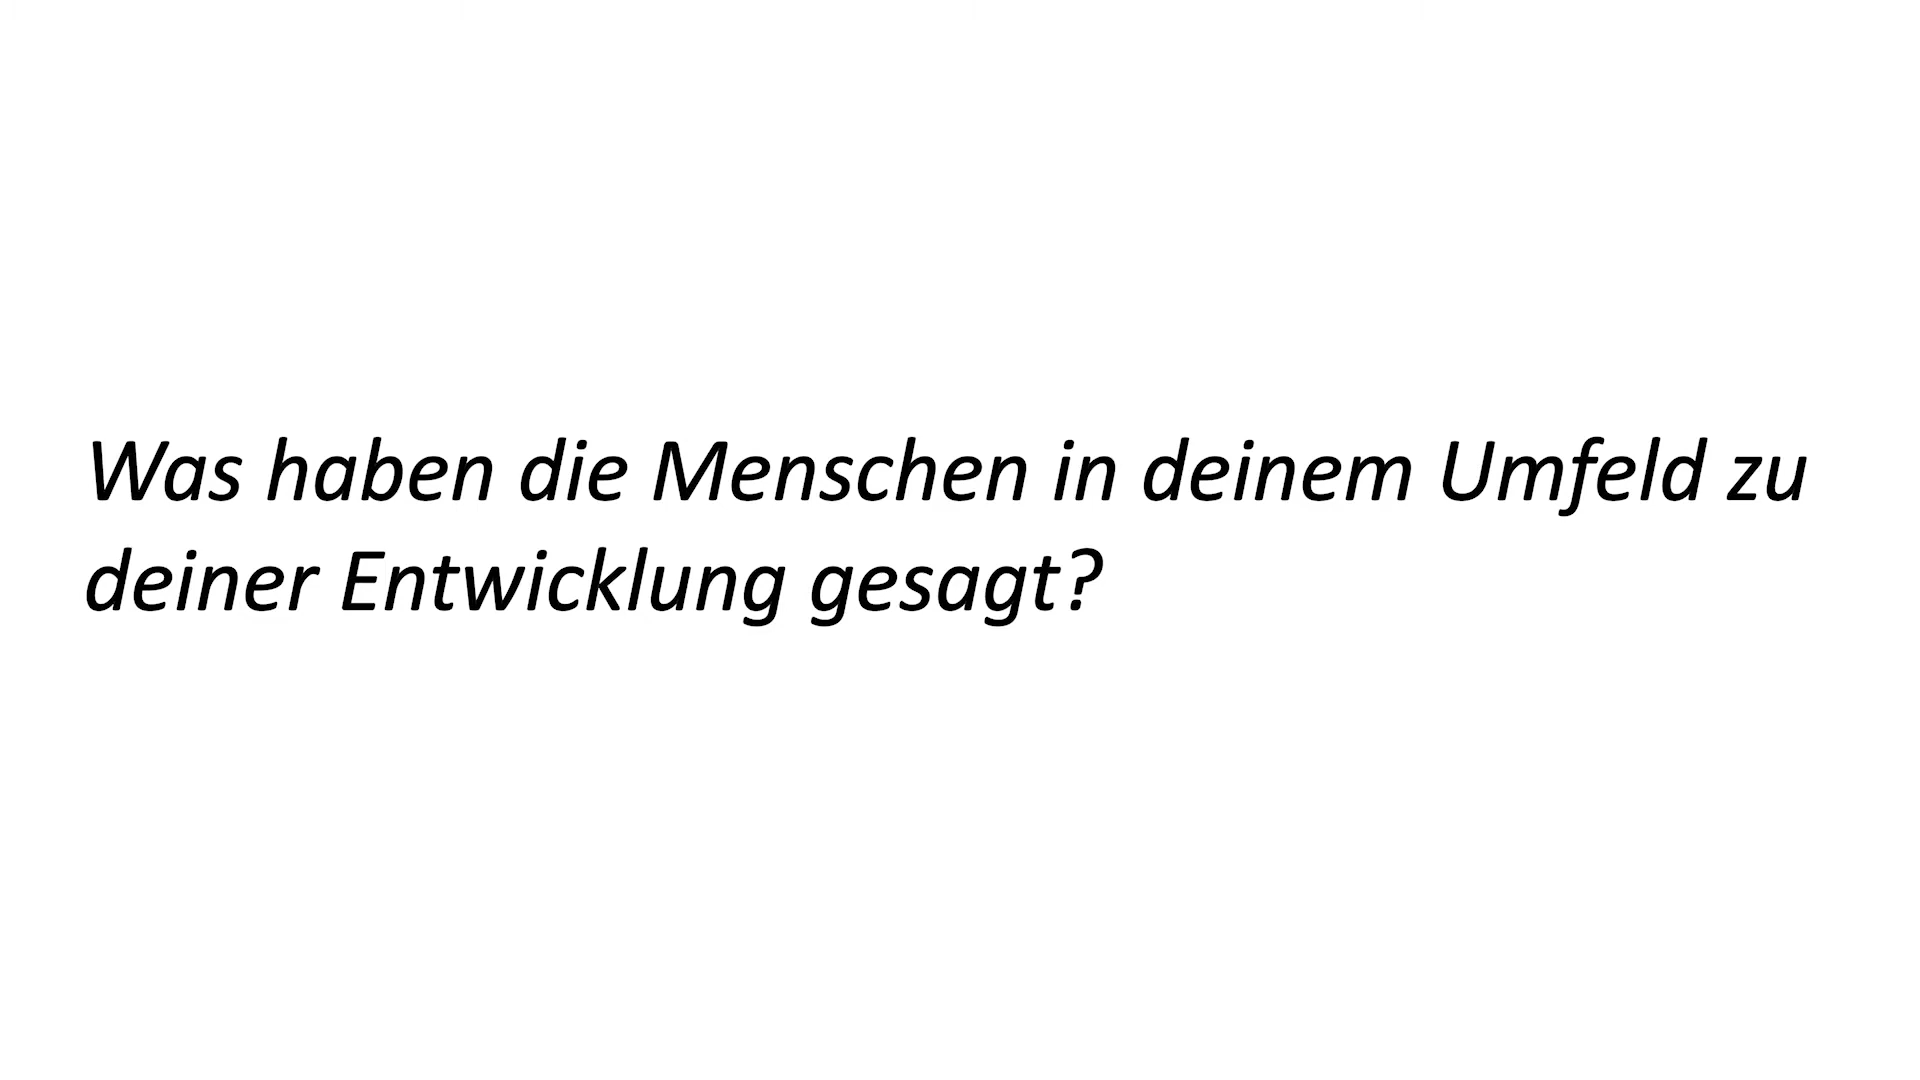 Was haben die Menschen in deinem Umfeld zu
deiner Entwicklung gesagt?